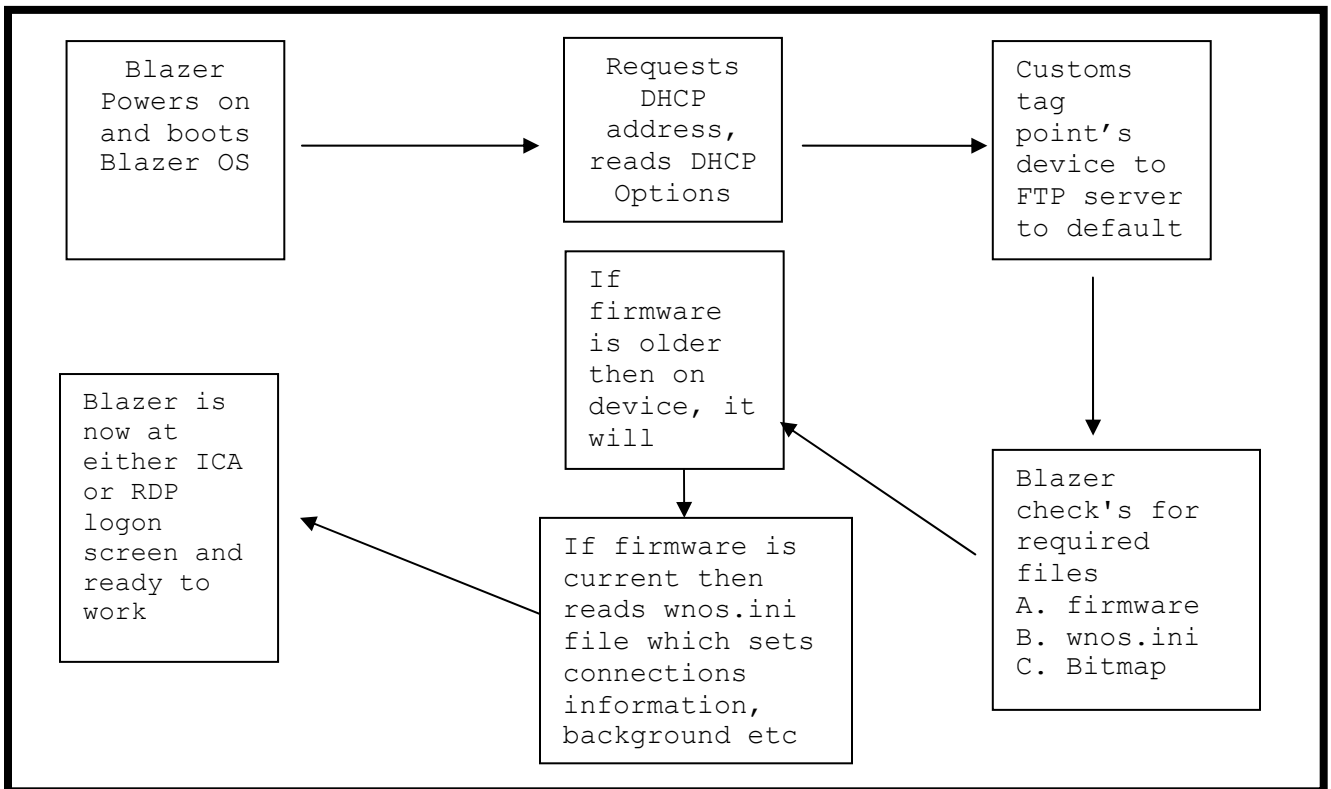 Blazer
Powers on
and boots
Blazer OS
Requests
DHCP
address,
reads DHCP
Options
Customs
tag
point’s
device to
FTP server
to default
Blazer
check's for
required
files
A. firmware
B. wnos.ini
C. Bitmap
If
firmware
is older
then on
device, it
will
If firmware is
current then
reads wnos.ini
file which sets
connections
information,
background etc
Blazer is
now at
either ICA
or RDP
logon
screen and
ready to
work